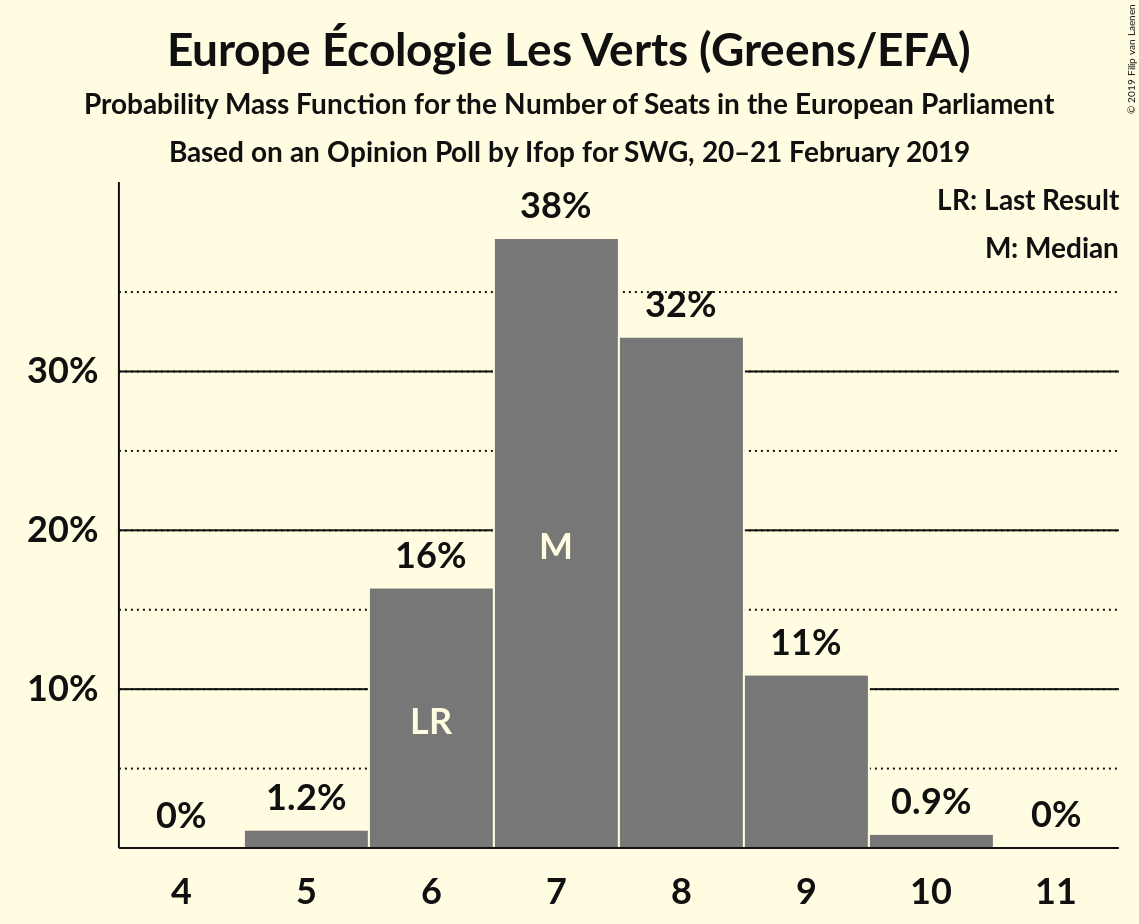 Europe Écologie Les Verts (Greens/EFA)
Probability Mass Function for the Number of Seats in the European Parliament
Based on an Opinion Poll by Ifop for SWG, 20–21 February 2019
© 2019 Filip van Laenen
LR: Last Result
M: Median
38%
32%
30%
20%
16%
M
11%
10%
LR
0%
1.2%
0.9%
0%
4 5 6 7 8 9 10 11